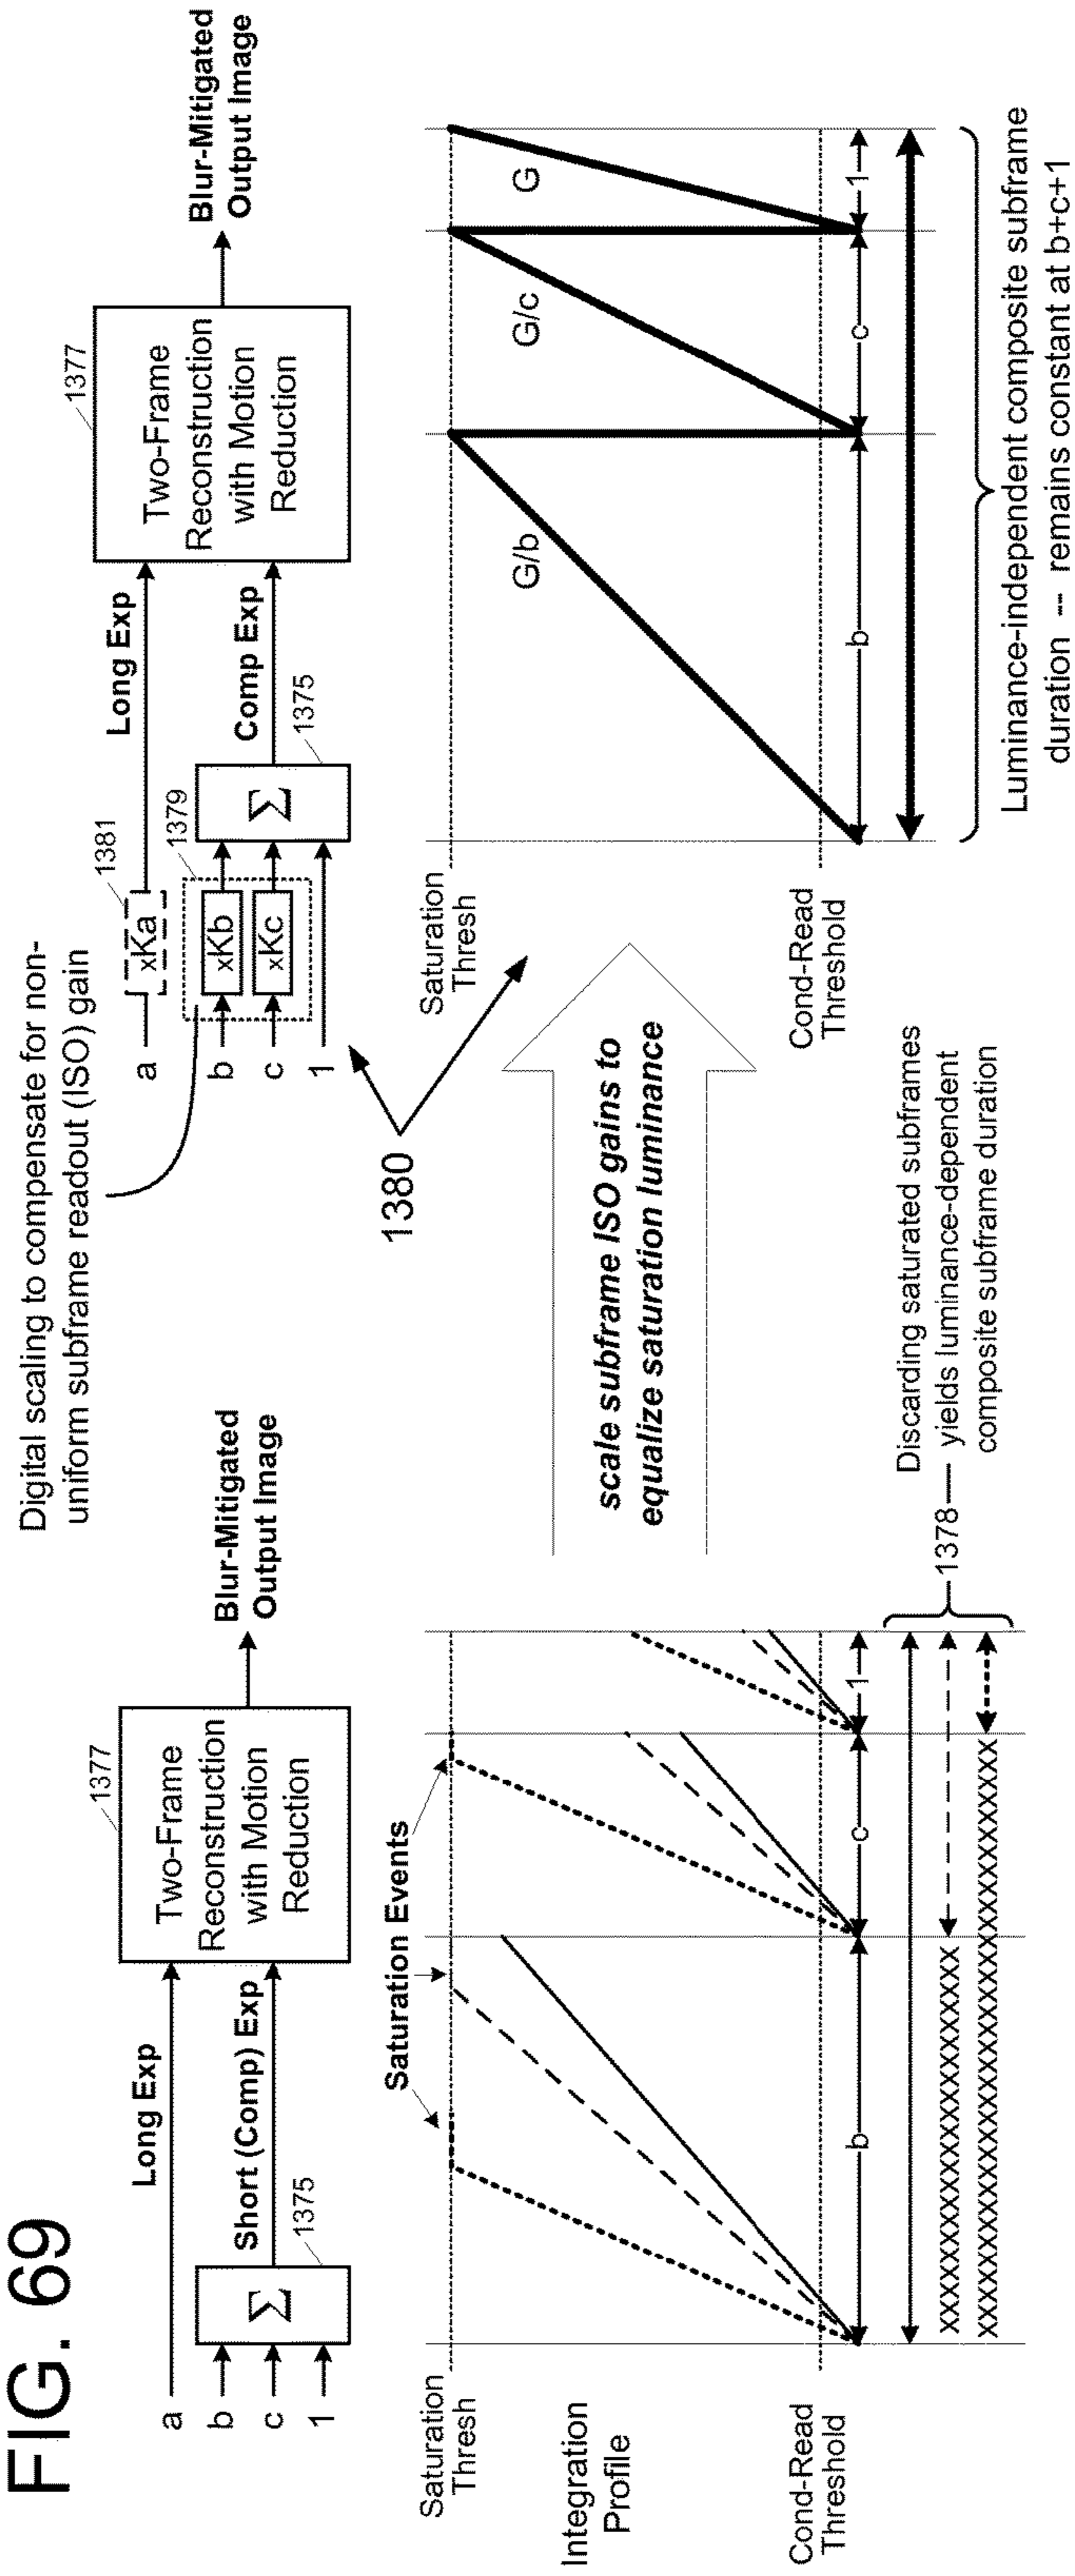 FIG. 69
a
b
c
1
Σ
1375
Long Exp
Short (Comp) Exp
Two-Frame
Reconstruction
with Motion
Reduction
1377
Blur-Mitigated
Output Image
Saturation
Thresh
Integration
Profile
Cond-Read
Threshold
Saturation Events
b
c
1
1378
Discarding saturated subframes
yields luminance-dependent
composite subframe duration
scale subframe ISO gains to
equalize saturation luminance
Digital scaling to compensate for non-
uniform subframe readout (ISO) gain
1380
a
b
c
1
xKa
xKb
xKc
1381
1379
Σ
1375
Long Exp
Comp Exp
Two-Frame
Reconstruction
with Motion
Reduction
1377
Blur-Mitigated
Output Image
Saturation
Thresh
Cond-Read
Threshold
G/b
G/c
G
b
c
1
Luminance-independent composite subframe
duration -- remains constant at b+c+1